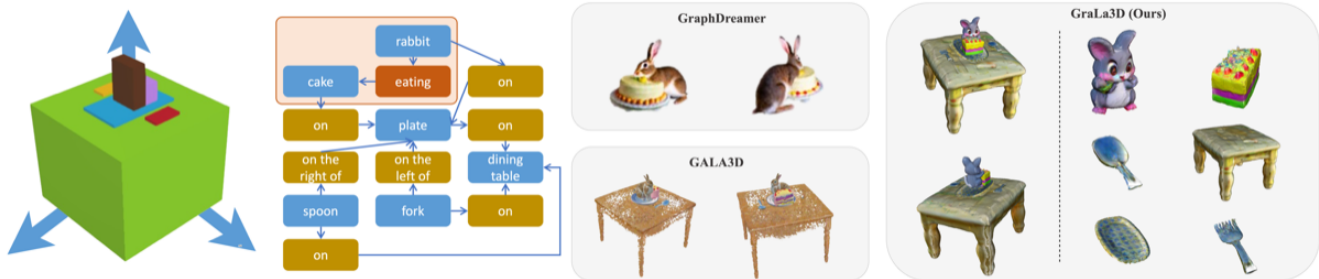 rabbit
cake
eating
on
on
plate
on
on the
right of
on the
left of
dining
table
spoon
fork
on
on
GraphDreamer
GALA3D
GraLa3D (Ours)